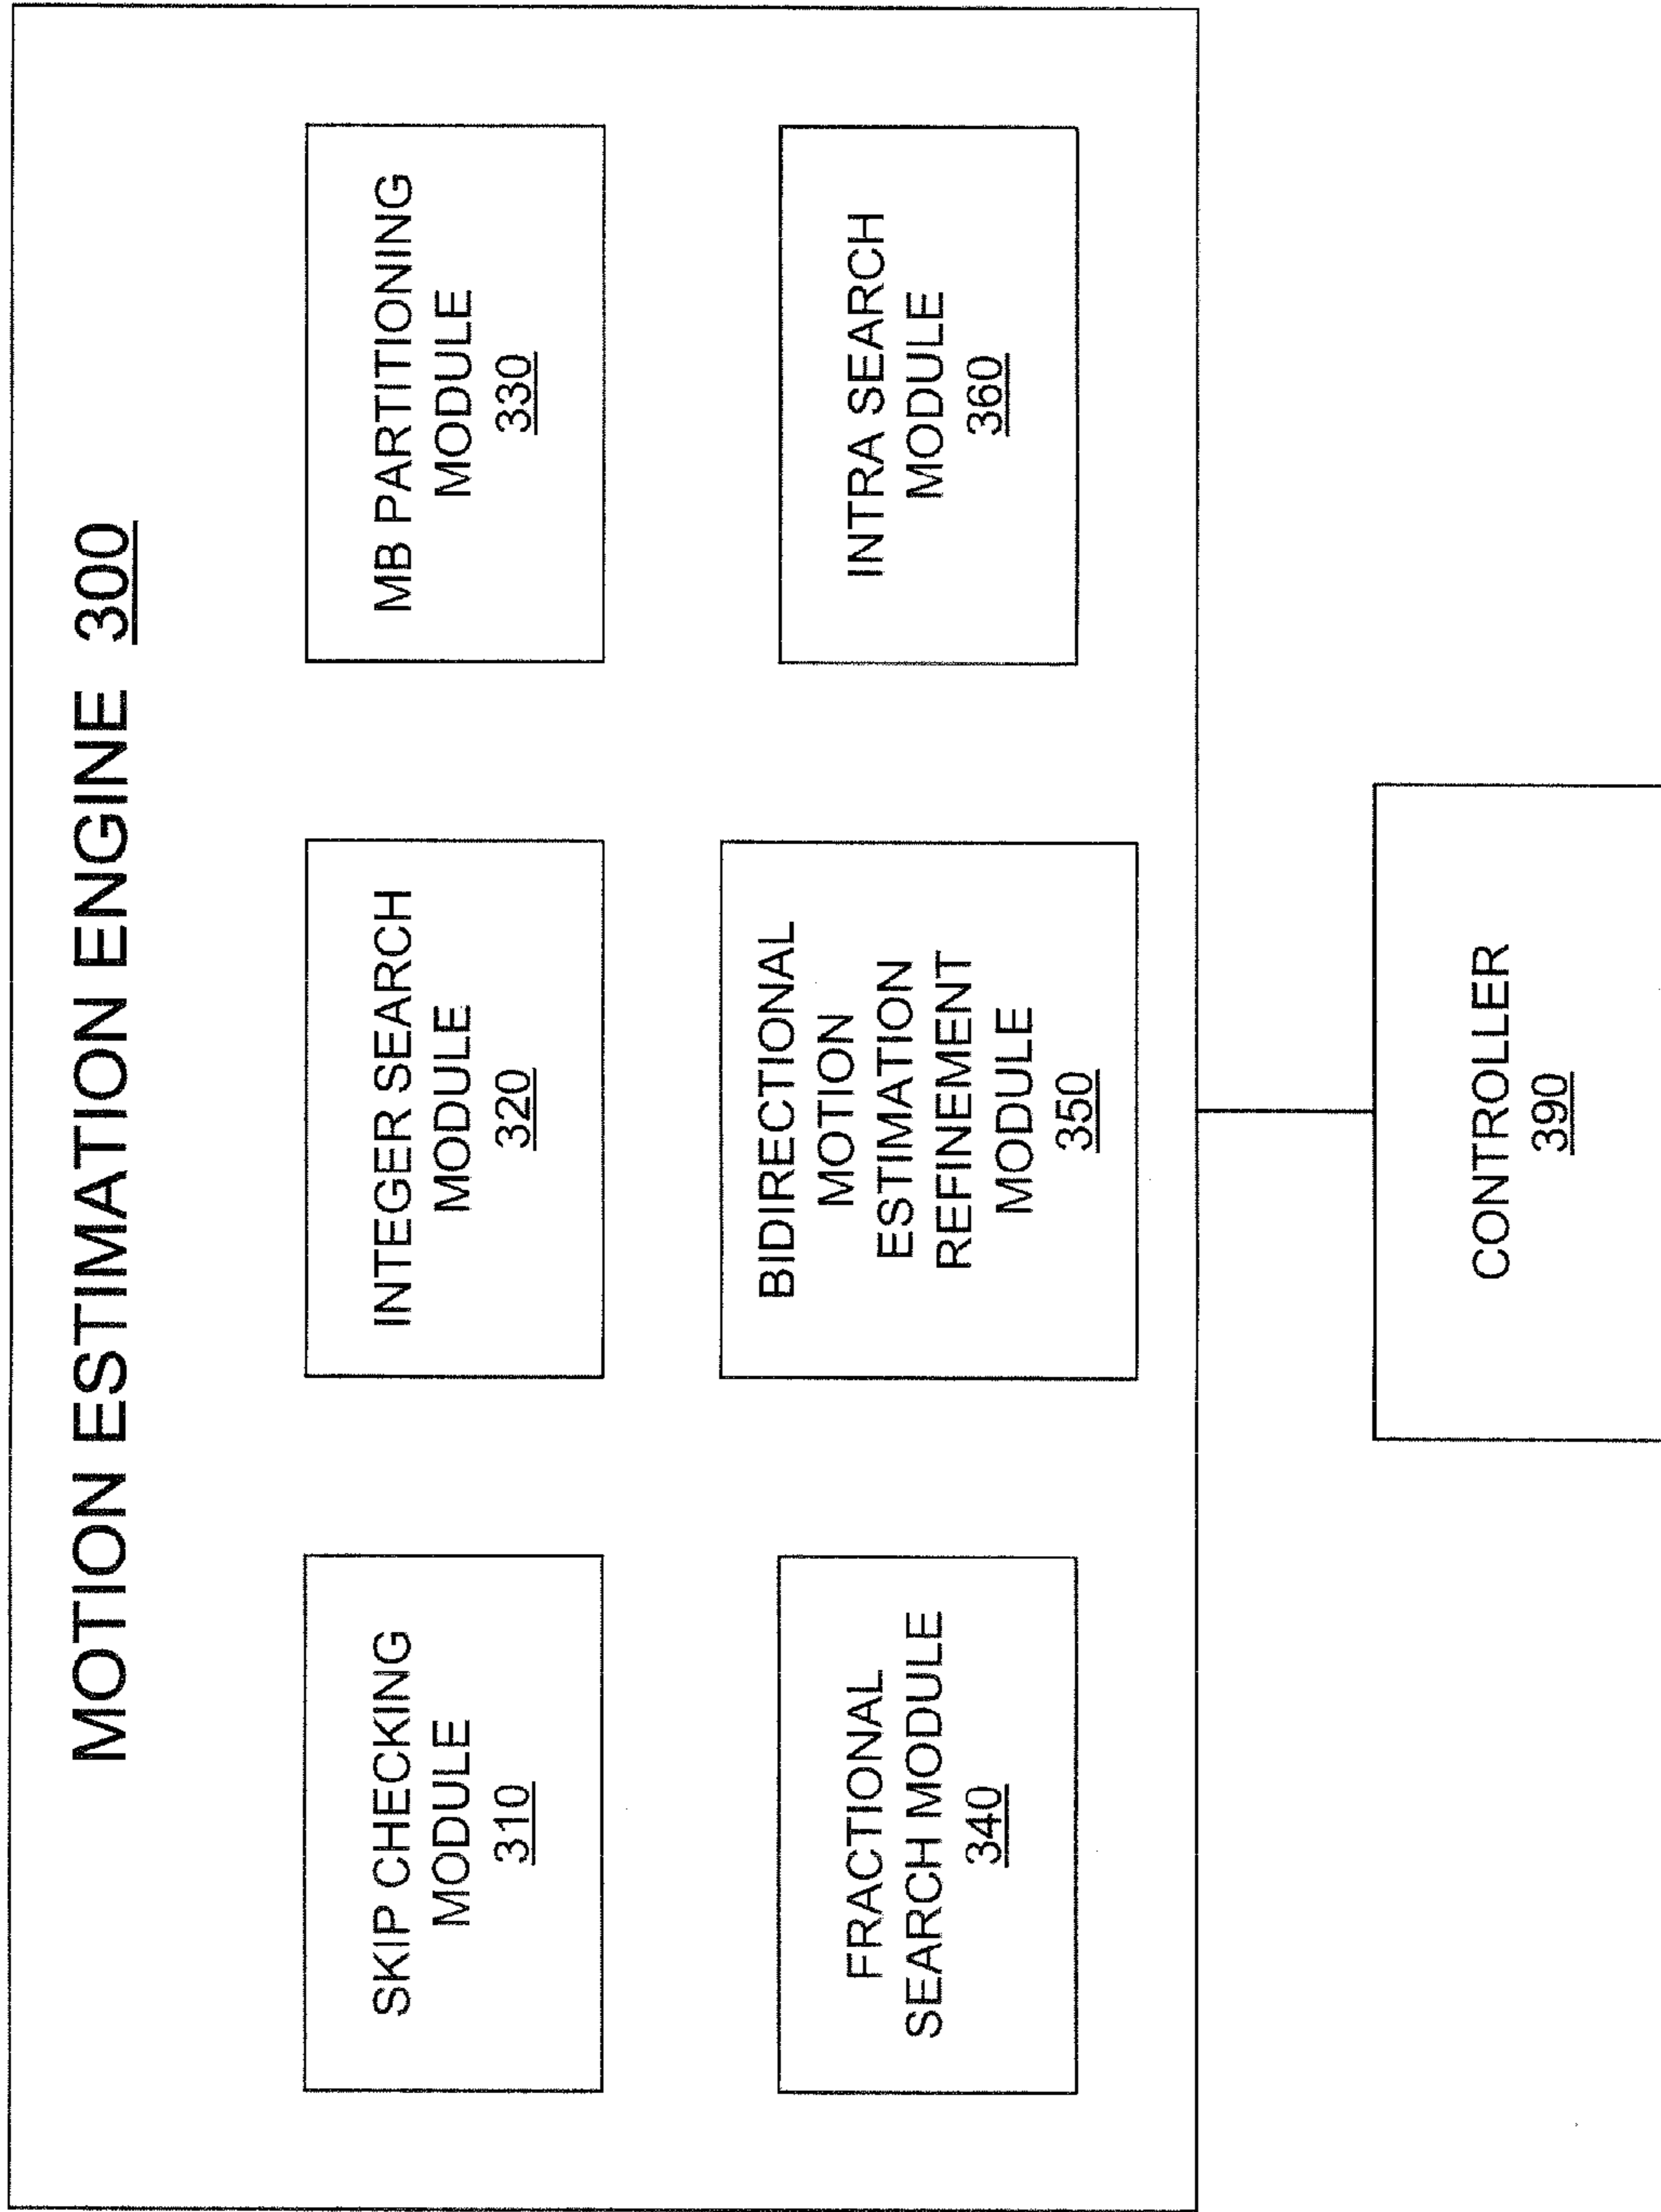 MOTION ESTIMATION ENGINE 300
SKIP CHECKING
MODULE
310
INTEGER SEARCH
MODULE
320
MB PARTITIONING
MODULE
330
FRACTIONAL
SEARCH MODULE
340
BIDIRECTIONAL
MOTION
ESTIMATION
REFINEMENT
MODULE
350
INTRA SEARCH
MODULE
360
CONTROLLER
390